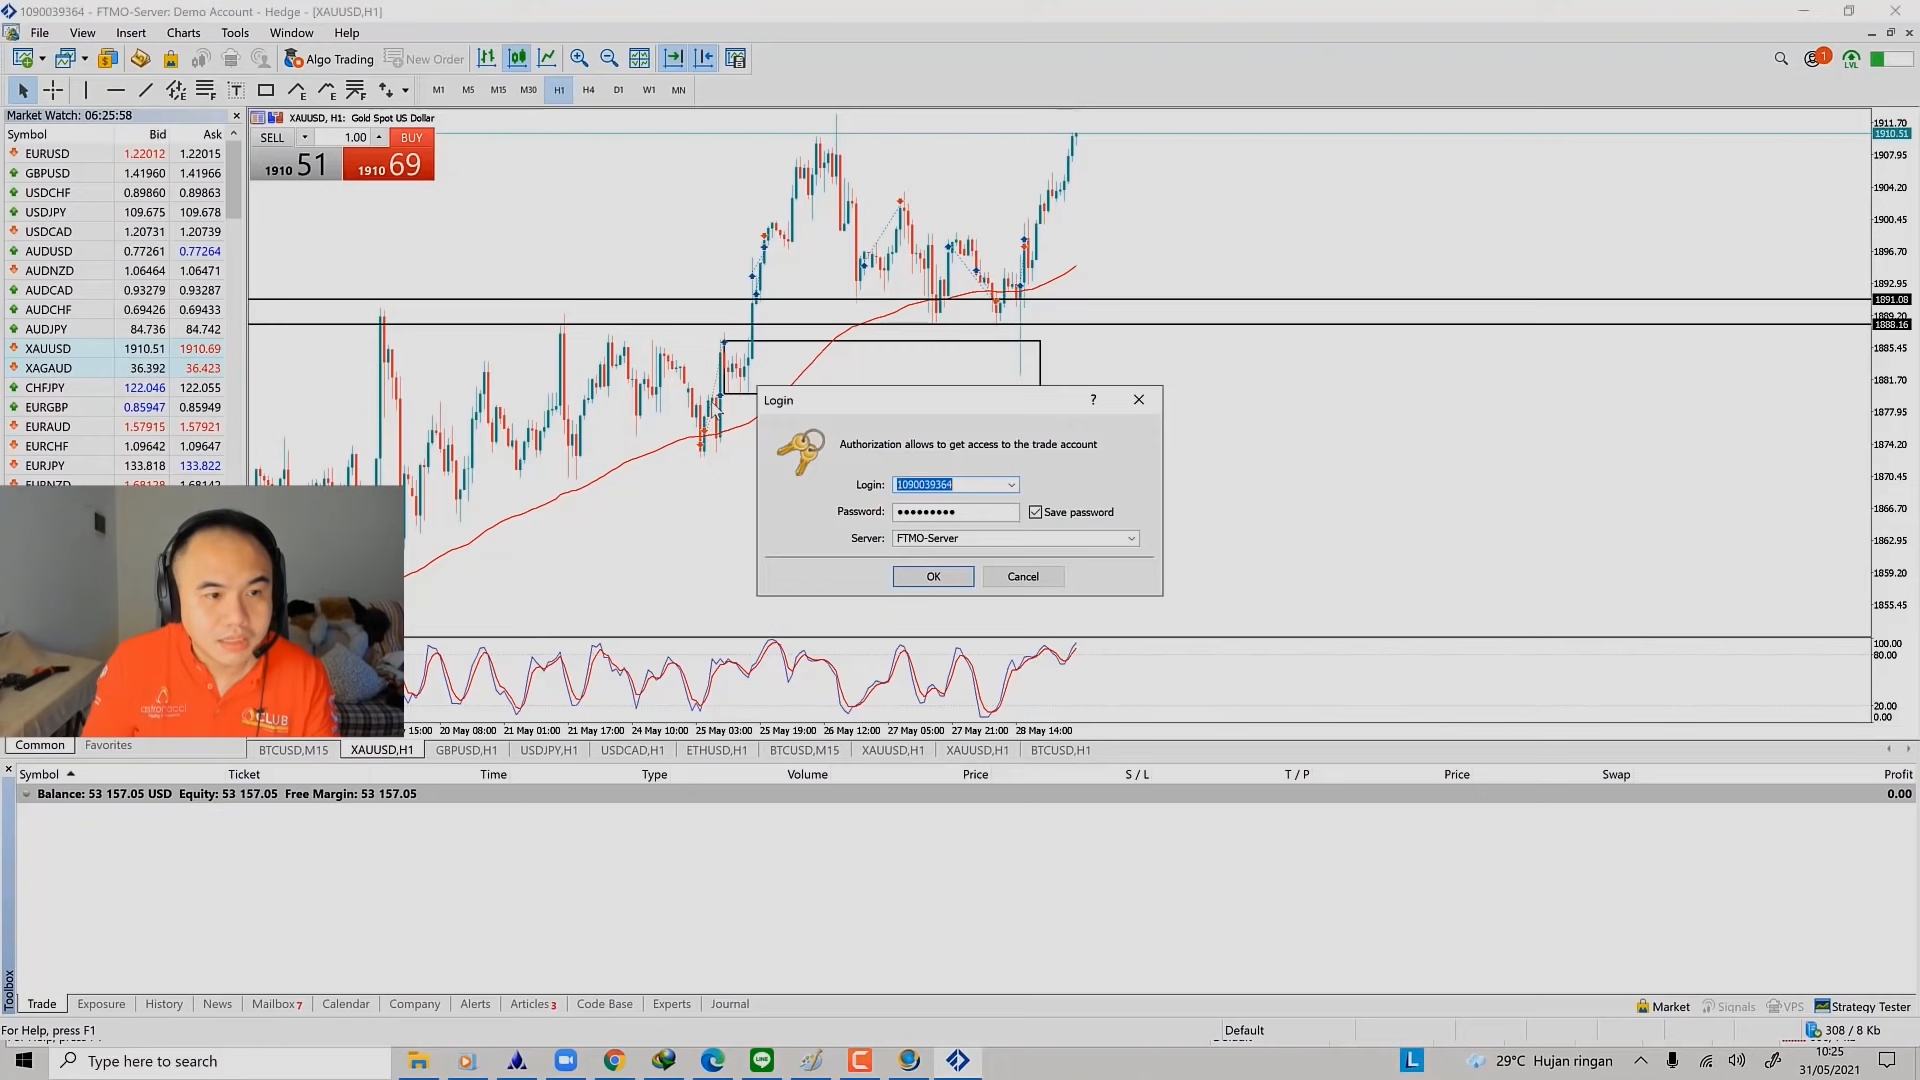 1090039364 - FTMO-Server: Demo Account - Hedge - [XAUUSD,H1]
File View Insert Charts Tools Window Help
Algo Trading New Order
1
LVL
M1 M5 M15 M30 H1 H4 D1 W1 MN
Market Watch: 06:25:58
Symbol Bid Ask
EURUSD 1.22012 1.22015
GBPUSD 1.41960 1.41966
USDCHF 0.89860 0.89863
USDJPY 109.675 109.678
USDCAD 1.20731 1.20739
AUDUSD 0.77261 0.77264
AUDNZD 1.06464 1.06471
AUDCAD 0.93279 0.93287
AUDCHF 0.69426 0.69433
AUDJPY 84.736 84.742
XAUUSD 1910.51 1910.69
XAGAUD 36.392 36.423
CHFJPY 122.046 122.055
EURGBP 0.85947 0.85949
EURAUD 1.57915 1.57921
EURCHF 1.09642 1.09647
EURJPY 133.818 133.822
EURNZD 1.68128 1.68142
Common Favorites
XAUUSD, H1: Gold Spot US Dollar
SELL 1.00 BUY
1910 51 1910 69
1911.70
1910.51
1907.95
1904.20
1900.45
1896.70
1892.95
1891.08
1889.20
1888.16
1885.45
1881.70
1877.95
1874.20
1870.45
1866.70
1862.95
1859.20
1855.45
100.00
80.00
20.00
0.00
Login ?
Authorization allows to get access to the trade account
Login: 1090039364
Password: ●●●●●●●●● Save password
Server: FTMO-Server
OK Cancel
astronacci
CLUB
15:00 20 May 08:00 21 May 01:00 21 May 17:00 24 May 10:00 25 May 03:00 25 May 19:00 26 May 12:00 27 May 05:00 27 May 21:00 28 May 14:00
BTCUSD,M15 XAUUSD,H1 GBPUSD,H1 USDJPY,H1 USDCAD,H1 ETHUSD,H1 BTCUSD,M15 XAUUSD,H1 XAUUSD,H1 BTCUSD,H1
Symbol Ticket Time Type Volume Price S / L T / P Price Swap Profit
Balance: 53 157.05 USD Equity: 53 157.05 Free Margin: 53 157.05 0.00
Toolbox
Trade Exposure History News Mailbox 7 Calendar Company Alerts Articles 3 Code Base Experts Journal
Market Signals VPS Strategy Tester
For Help, press F1 Default 308 / 8 Kb
Type here to search
L
29°C Hujan ringan
10:25
31/05/2021